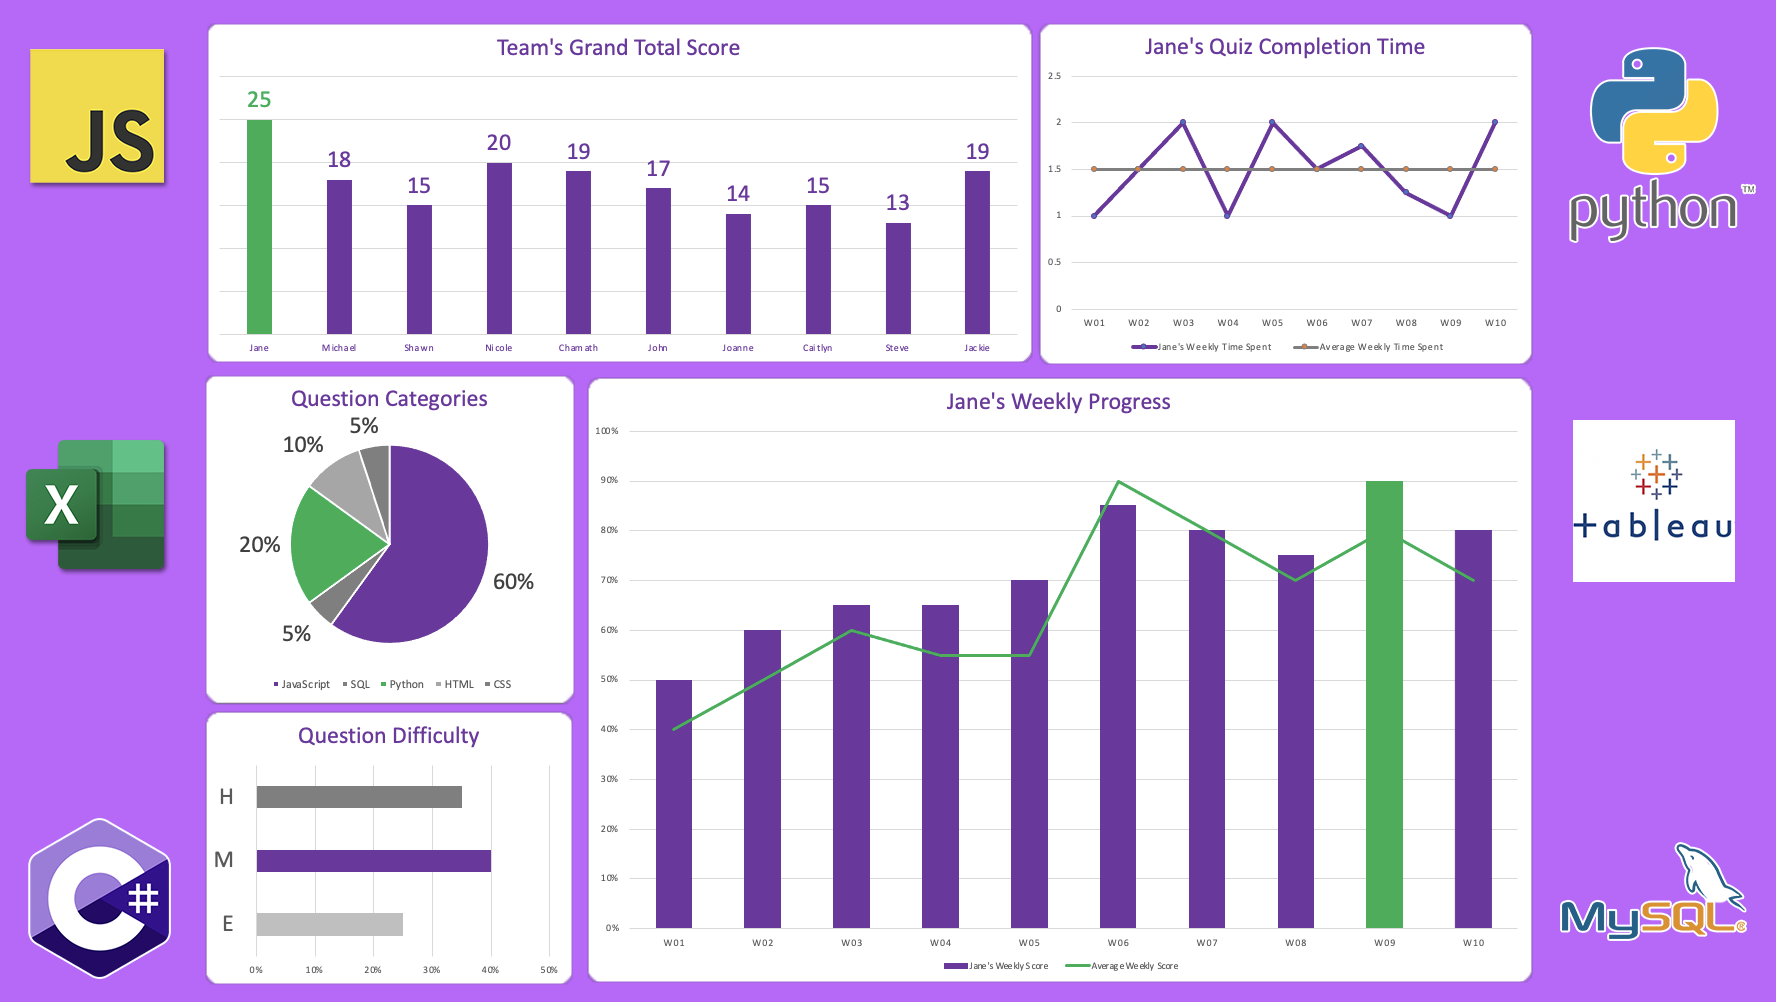 JS
Team's Grand Total Score
25
18
15
20
19
17
14
15
13
19
Jane Michael Shawn Nicole Chamath John Joanne Caitlyn Steve Jackie
Jane's Quiz Completion Time
2.5
2
1.5
1
0.5
0
W01 W02 W03 W04 W05 W06 W07 W08 W09 W10
Jane's Weekly Time Spent Average Weekly Time Spent
python TM
Question Categories
5%
10%
20%
60%
5%
JavaScript SQL Python HTML CSS
X
Question Difficulty
H
M
E
0% 10% 20% 30% 40% 50%
C#
Jane's Weekly Progress
100%
90%
80%
70%
60%
50%
40%
30%
20%
10%
0%
W01 W02 W03 W04 W05 W06 W07 W08 W09 W10
Jane's Weekly Score Average Weekly Score
+ableau
MySQL